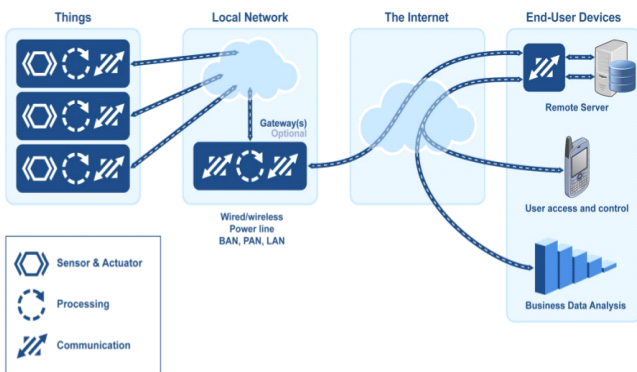 Things
Local Network
The Internet
End-User Devices
Gateway(s)
Optional
Wired/wireless
Power line
BAN, PAN, LAN
Remote Server
User access and control
Business Data Analysis
Sensor & Actuator
Processing
Communication